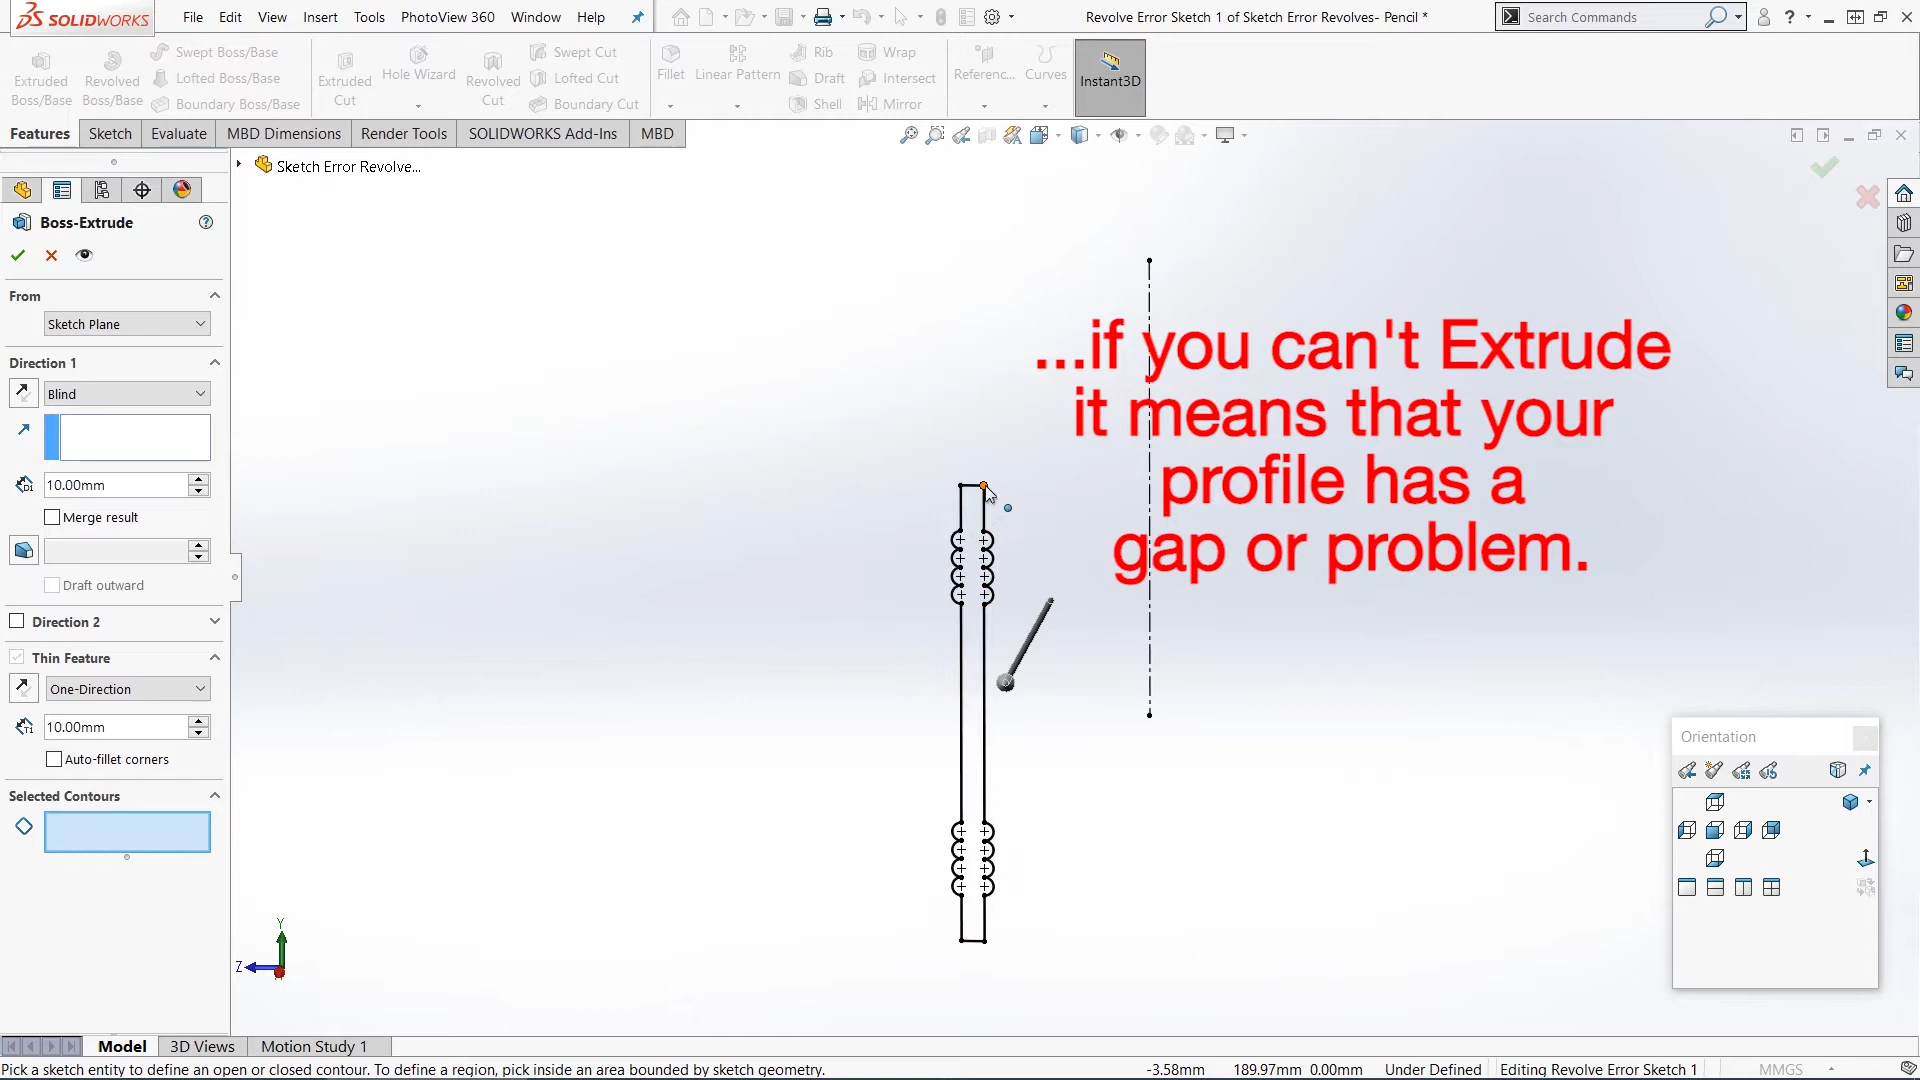 SOLIDWORKS
File Edit View Insert Tools PhotoView 360 Window Help
Revolve Error Sketch 1 of Sketch Error Revolves- Pencil *
Search Commands
?
Extruded Boss/Base
Revolved Boss/Base
Swept Boss/Base
Lofted Boss/Base
Boundary Boss/Base
Extruded Cut
Hole Wizard
Revolved Cut
Swept Cut
Lofted Cut
Boundary Cut
Fillet
Linear Pattern
Rib
Draft
Shell
Wrap
Intersect
Mirror
Referenc...
Curves
Instant3D
Features Sketch Evaluate MBD Dimensions Render Tools SOLIDWORKS Add-Ins MBD
Sketch Error Revolve...
Boss-Extrude
?
From
Sketch Plane
Direction 1
Blind
D1
10.00mm
Merge result
Draft outward
Direction 2
Thin Feature
One-Direction
T1
10.00mm
Auto-fillet corners
Selected Contours
...if you can't Extrude
it means that your
profile has a
gap or problem.
Orientation
Y
Z
Model 3D Views Motion Study 1
Pick a sketch entity to define an open or closed contour. To define a region, pick inside an area bounded by sketch geometry.
-3.58mm 189.97mm 0.00mm Under Defined Editing Revolve Error Sketch 1 MMGS